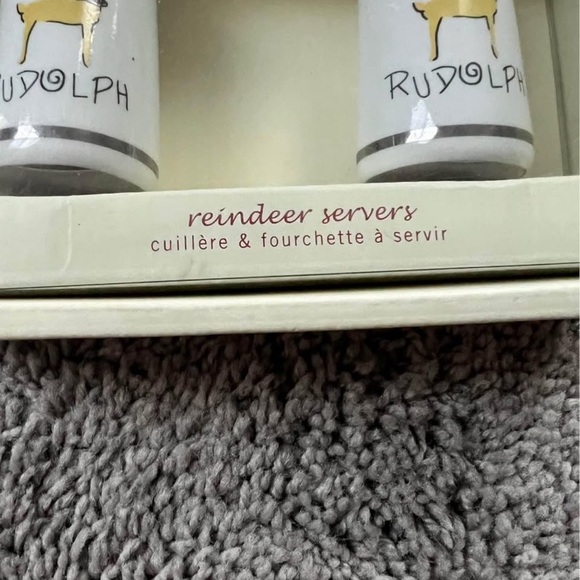 RUDOLPH
RUDOLPH
reindeer servers
cuillère & fourchette à servir